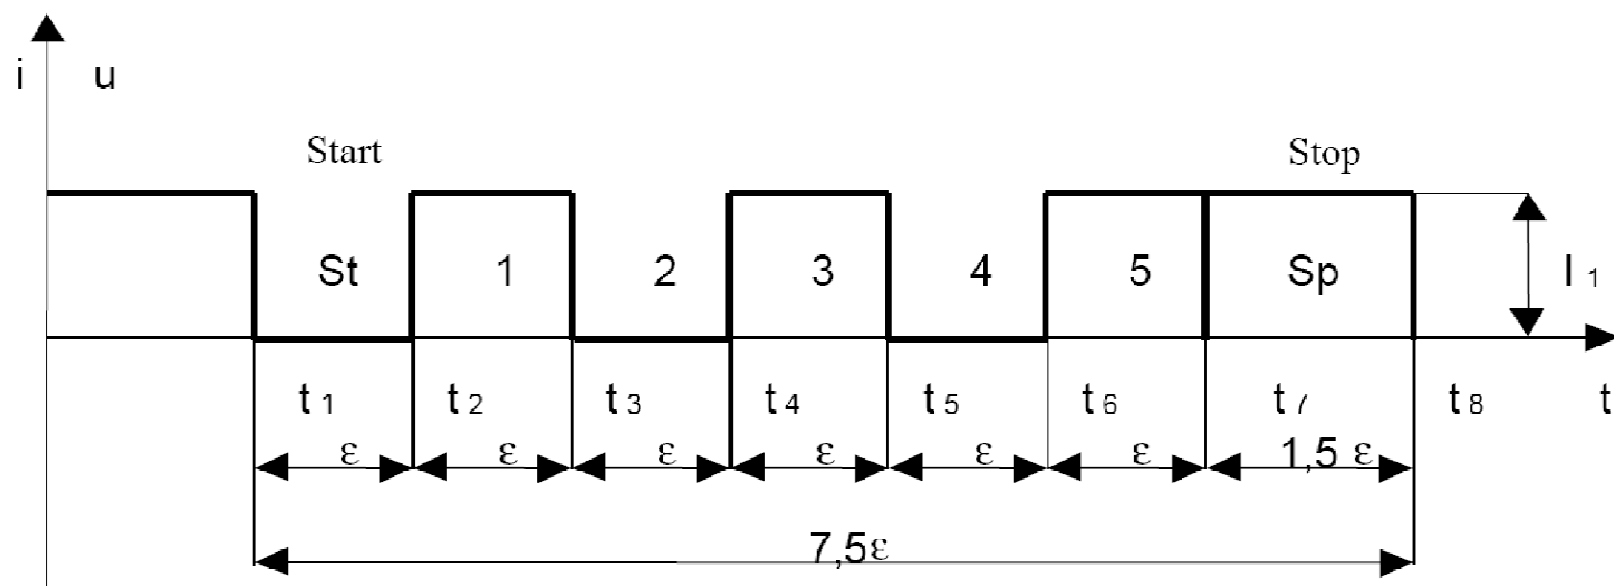 i u
Start Stop
St 1 2 3 4 5 Sp I 1
t 1 t 2 t 3 t 4 t 5 t 6 t 7 t 8 t
ε ε ε ε ε ε 1,5 ε
7,5ε